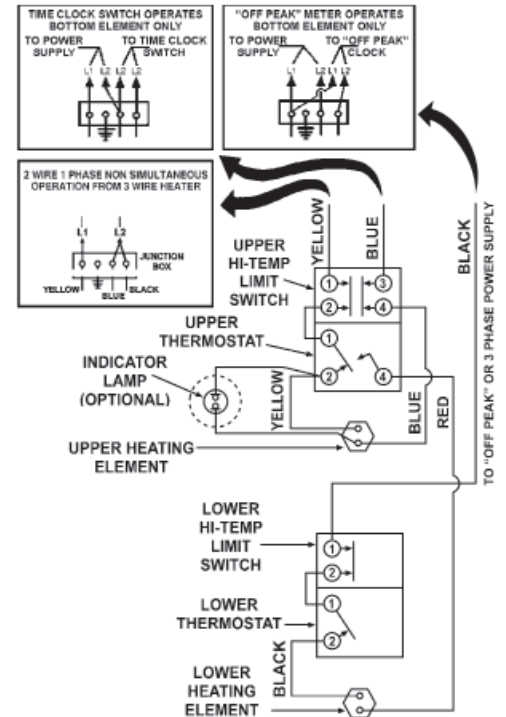 TIME CLOCK SWITCH OPERATES
BOTTOM ELEMENT ONLY
TO POWER
SUPPLY
TO TIME CLOCK
SWITCH
L1 L2 L2 L2
"OFF PEAK" METER OPERATES
BOTTOM ELEMENT ONLY
TO POWER
SUPPLY
TO "OFF PEAK"
CLOCK
L1 L2 L1 L2
2 WIRE 1 PHASE NON SIMULTANEOUS
OPERATION FROM 3 WIRE HEATER
L1 L2
JUNCTION
BOX
YELLOW
BLUE
BLACK
YELLOW
BLUE
BLACK
TO "OFF PEAK" OR 3 PHASE POWER SUPPLY
UPPER
HI-TEMP
LIMIT
SWITCH
1 3
2 4
UPPER
THERMOSTAT
1
2 4
INDICATOR
LAMP
(OPTIONAL)
YELLOW
BLUE
RED
UPPER HEATING
ELEMENT
LOWER
HI-TEMP
LIMIT
SWITCH
1
2
LOWER
THERMOSTAT
1
2
BLACK
LOWER
HEATING
ELEMENT